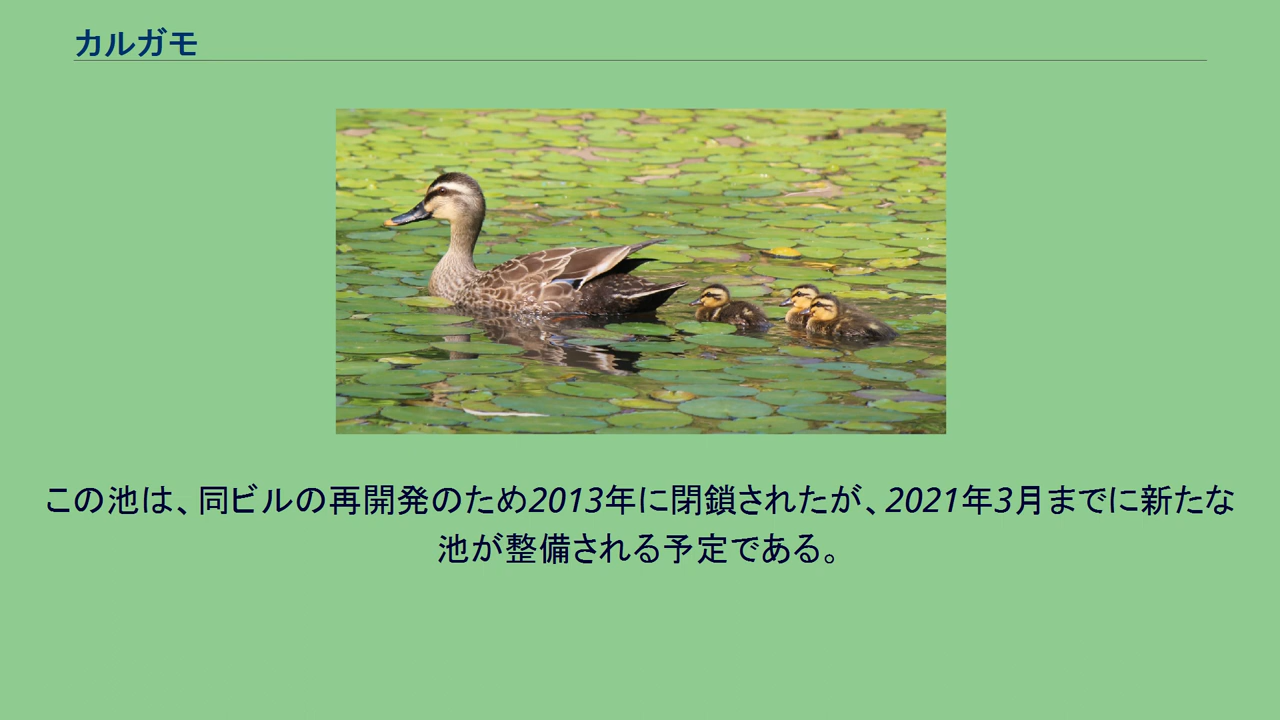 カルガモ
この池は、同ビルの再開発のため2013年に閉鎖されたが、2021年3月までに新たな
池が整備される予定である。